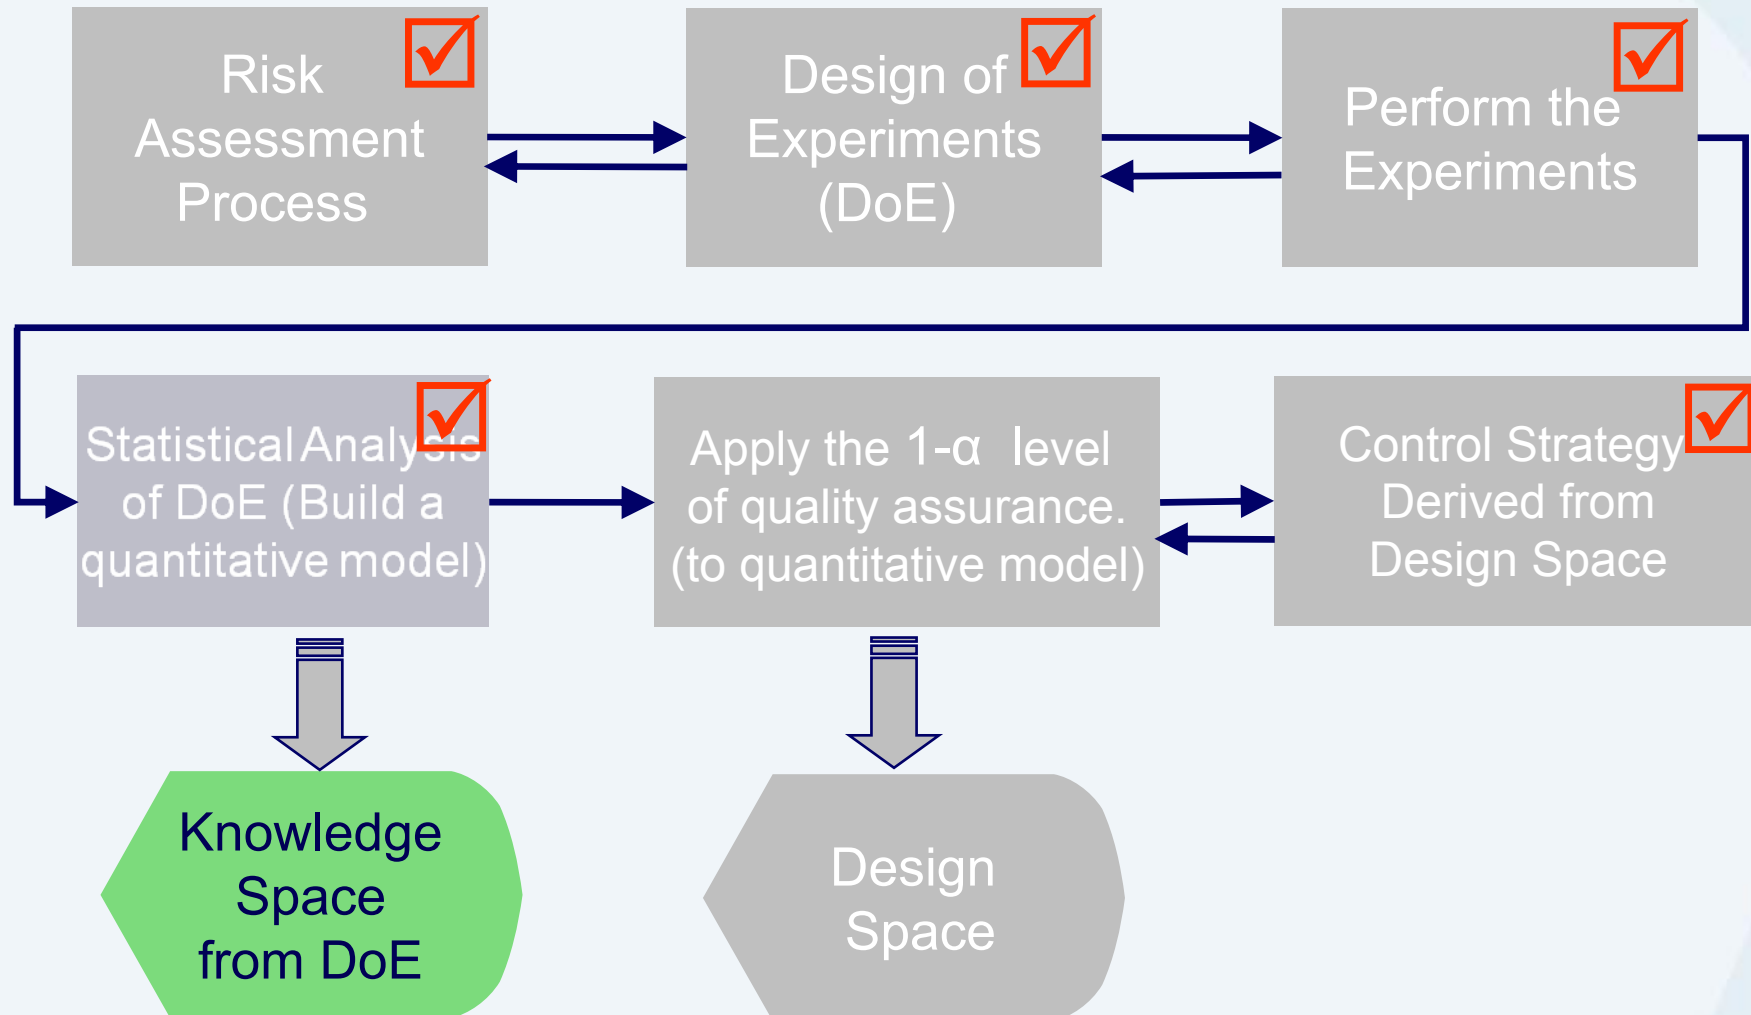 Risk
Assessment
Process
Design of
Experiments
(DoE)
Perform the
Experiments
Statistical Analysis
of DoE (Build a
quantitative model)
Apply the 1-α level
of quality assurance.
(to quantitative model)
Control Strategy
Derived from
Design Space
Knowledge
Space
from DoE
Design
Space